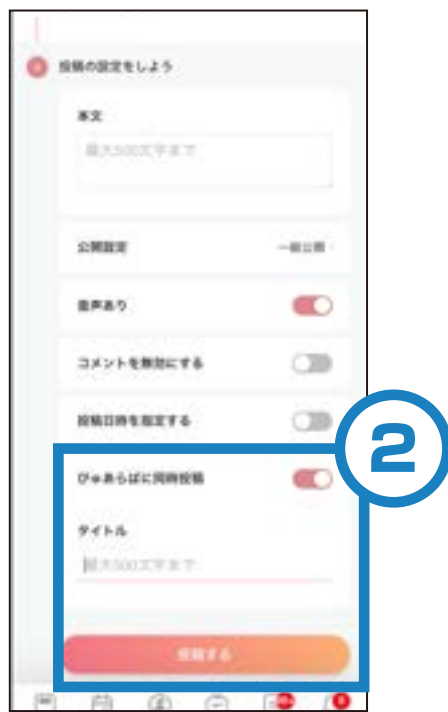 投稿の設定をしよう
本文
最大500文字まで
公開設定
一般公開
音声あり
コメントを無効にする
投稿日時を指定する
2
ぴゅあらばに同時投稿
タイトル
最大500文字まで
投稿する